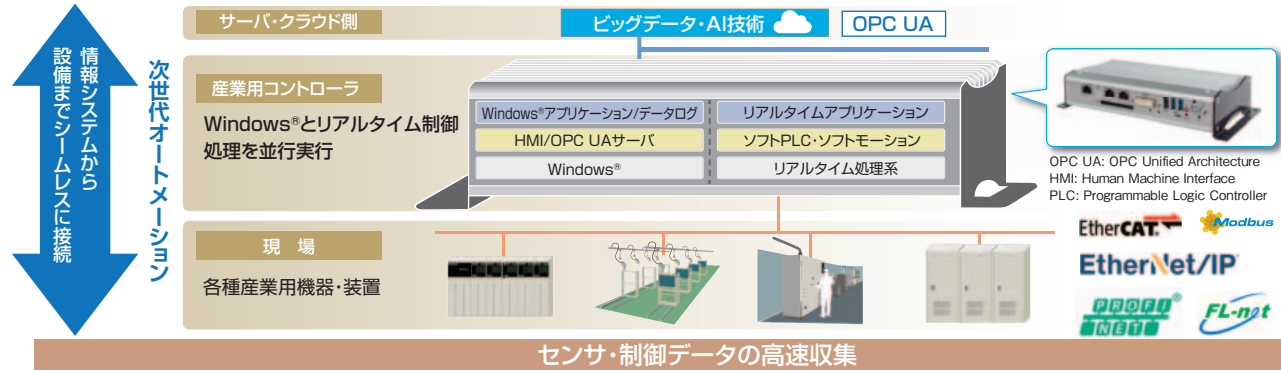 サーバ・クラウド側
ビッグデータ・AI技術
OPC UA
情報システムから
設備までシームレスに接続
次世代オートメーション
産業用コントローラ
Windows®とリアルタイム制御
処理を並行実行
Windows®アプリケーション/データログ
リアルタイムアプリケーション
HMI/OPC UAサーバ
ソフトPLC・ソフトモーション
Windows®
リアルタイム処理系
OPC UA: OPC Unified Architecture
HMI: Human Machine Interface
PLC: Programmable Logic Controller
現 場
各種産業用機器・装置
EtherCAT
Modbus
EtherNet/IP
PROFI
NET®
FL-net
センサ・制御データの高速収集